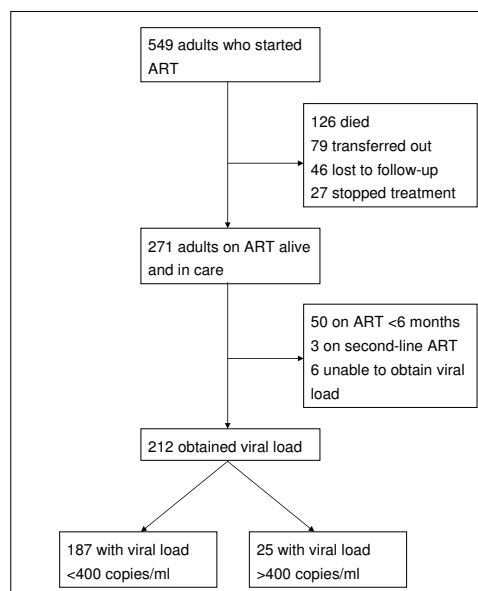 549 adults who started
ART
126 died
79 transferred out
46 lost to follow-up
27 stopped treatment
271 adults on ART alive
and in care
50 on ART <6 months
3 on second-line ART
6 unable to obtain viral
load
212 obtained viral load
187 with viral load
<400 copies/ml
25 with viral load
>400 copies/ml